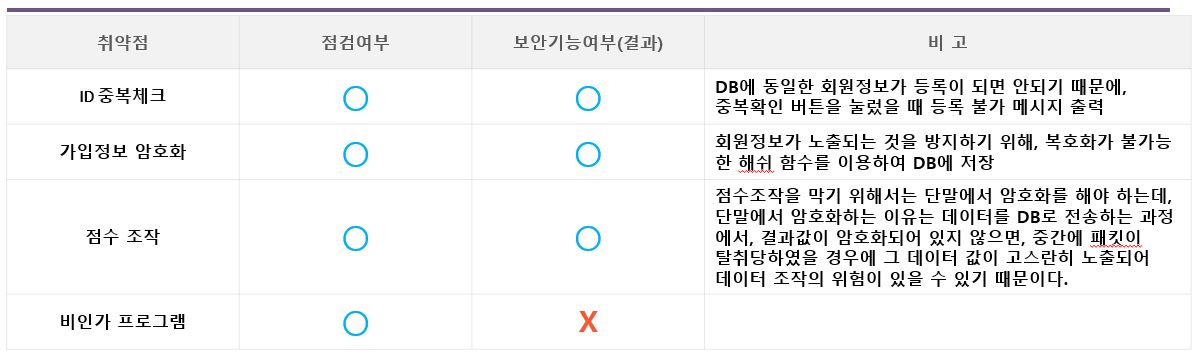 취약점 점검여부 보안기능여부(결과) 비 고
ID 중복체크 ○ ○
DB에 동일한 회원정보가 등록이 되면 안되기 때문에,
중복확인 버튼을 눌렀을 때 등록 불가 메시지 출력
가입정보 암호화 ○ ○
회원정보가 노출되는 것을 방지하기 위해, 복호화가 불가능
한 해쉬 함수를 이용하여 DB에 저장
점수 조작 ○ ○
점수조작을 막기 위해서는 단말에서 암호화를 해야 하는데,
단말에서 암호화하는 이유는 데이터를 DB로 전송하는 과정
에서, 결과값이 암호화되어 있지 않으면, 중간에 패킷이
탈취당하였을 경우에 그 데이터 값이 고스란히 노출되어
데이터 조작의 위험이 있을 수 있기 때문이다.
비인가 프로그램 ○ X